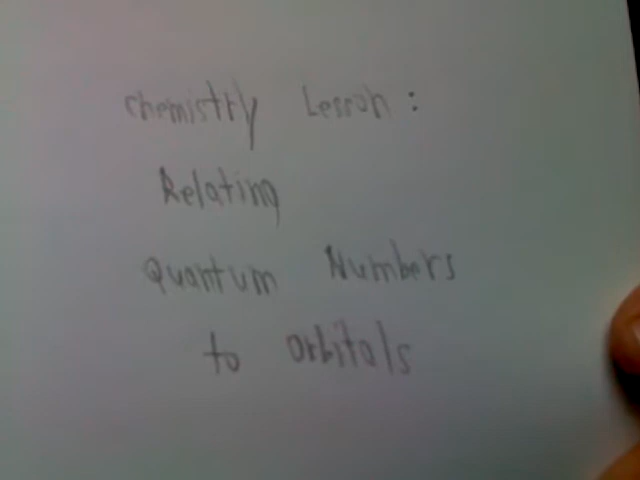 Chemistry Lesson:
Relating
Quantum Numbers
to Orbitals